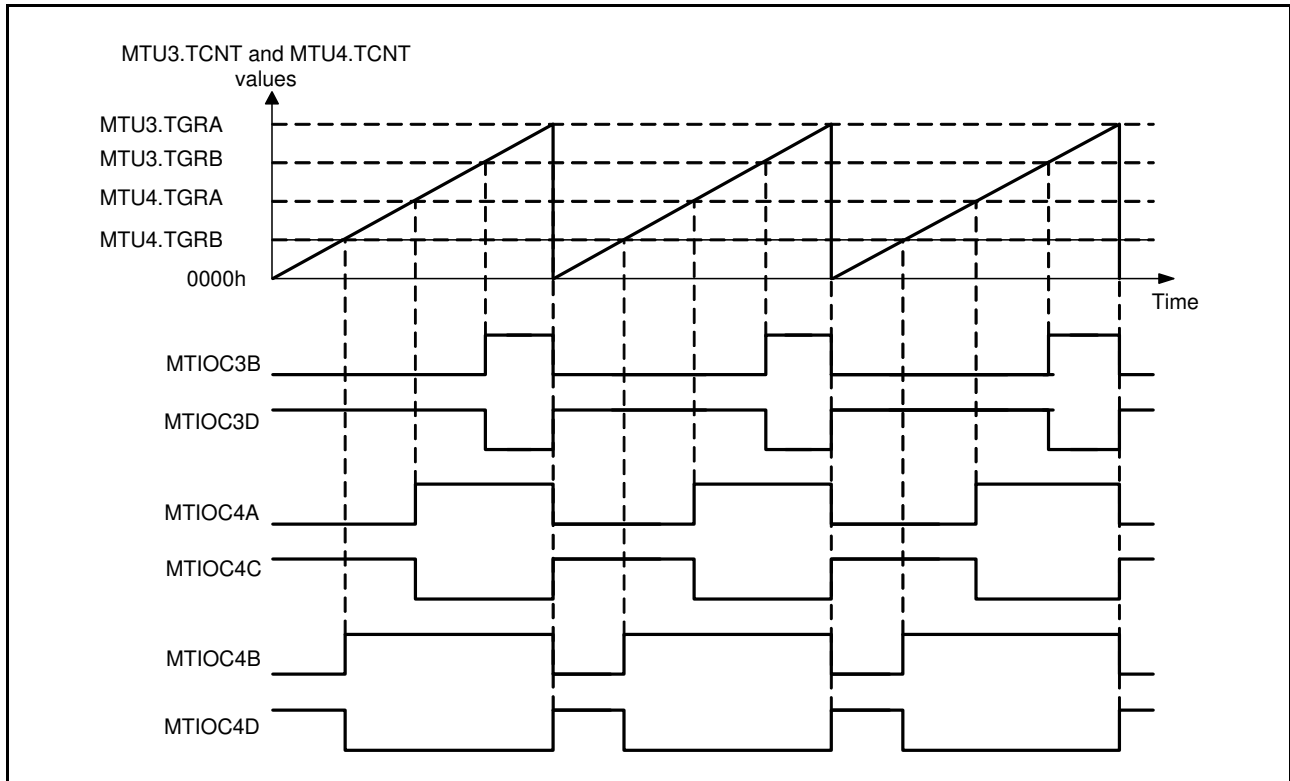 MTU3.TCNT and MTU4.TCNT
values
MTU3.TGRA
MTU3.TGRB
MTU4.TGRA
MTU4.TGRB
0000h
Time
MTIOC3B
MTIOC3D
MTIOC4A
MTIOC4C
MTIOC4B
MTIOC4D